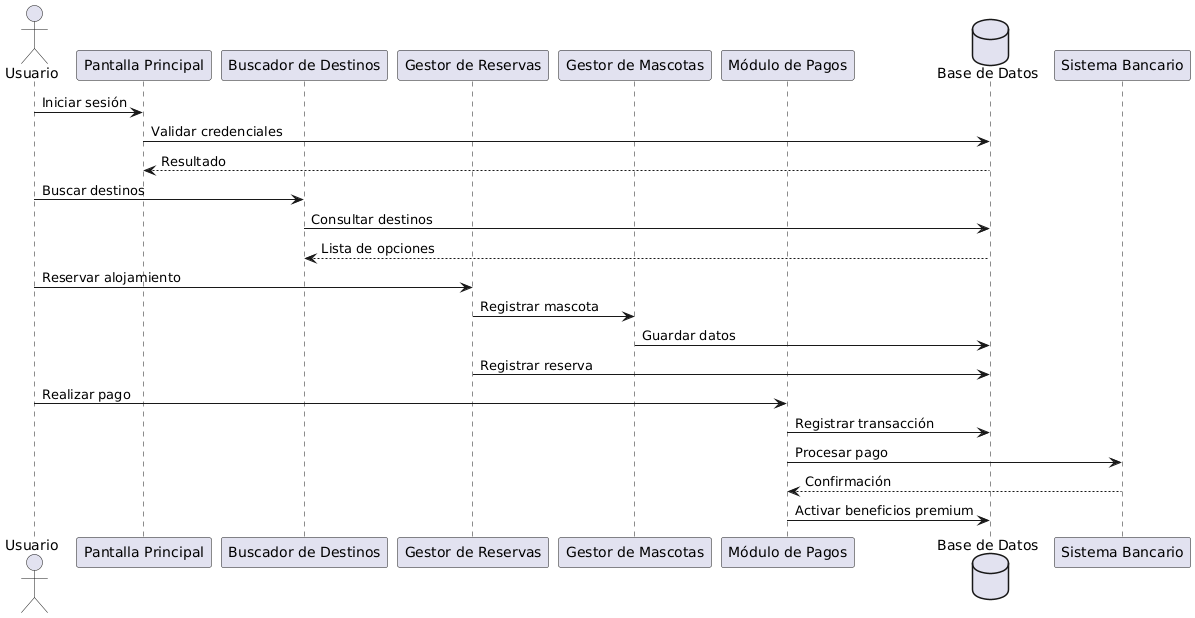 Usuario
Pantalla Principal
Buscador de Destinos
Gestor de Reservas
Gestor de Mascotas
Módulo de Pagos
Base de Datos
Sistema Bancario
Iniciar sesión
Validar credenciales
Resultado
Buscar destinos
Consultar destinos
Lista de opciones
Reservar alojamiento
Registrar mascota
Guardar datos
Registrar reserva
Realizar pago
Registrar transacción
Procesar pago
Confirmación
Activar beneficios premium
Usuario
Pantalla Principal
Buscador de Destinos
Gestor de Reservas
Gestor de Mascotas
Módulo de Pagos
Base de Datos
Sistema Bancario